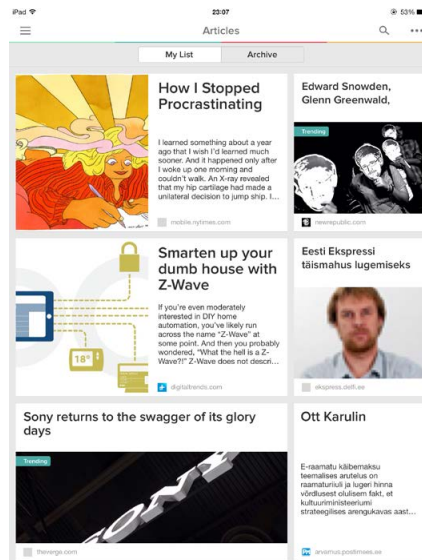 iPad 23:07 53%
Articles
My List Archive
How I Stopped
Procrastinating
I learned something about a year
ago that I wish I'd learned much
sooner. And it happened only after
I woke up one morning and
couldn't walk. An X-ray revealed
that my hip cartilage had made a
unilateral decision to jump ship. I...
mobile.nytimes.com
Edward Snowden,
Glenn Greenwald,
Trending
newrepublic.com
Smarten up your
dumb house with
Z-Wave
If you're even moderately
interested in DIY home
automation, you've likely run
across the name "Z-Wave" at
some point. And then you probably
wondered, "What the hell is a Z-
Wave?!" Z-Wave does not descri...
18°
digitaltrends.com
Eesti Ekspressi
täismahus lugemiseks
ekspress.delfi.ee
Sony returns to the swagger of its glory
days
Trending
SONY
theverge.com
Ott Karulin
E-raamatu käibemaksu
teemalises arutelus on
raamaturiiuli ja lugeri hinna
võrdlusest olulisem fakt, et
kultuuriministeeriumi
strateegilises arengukavas aast...
arvamus.postimees.ee